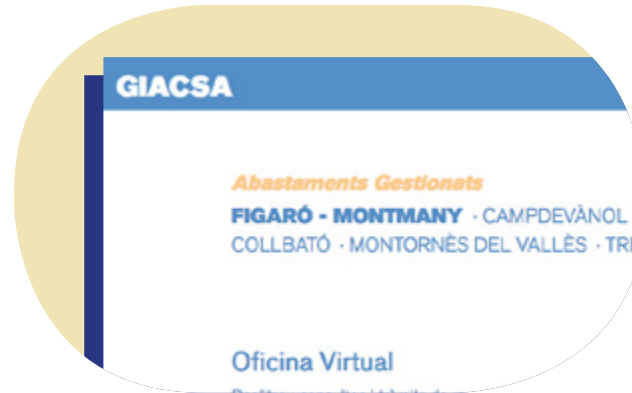 GIACSA
Abastaments Gestionats
FIGARÓ - MONTMANY · CAMPDEVÀNOL
COLLBATÓ · MONTORNÈS DEL VALLÈS ·
Oficina Virtual